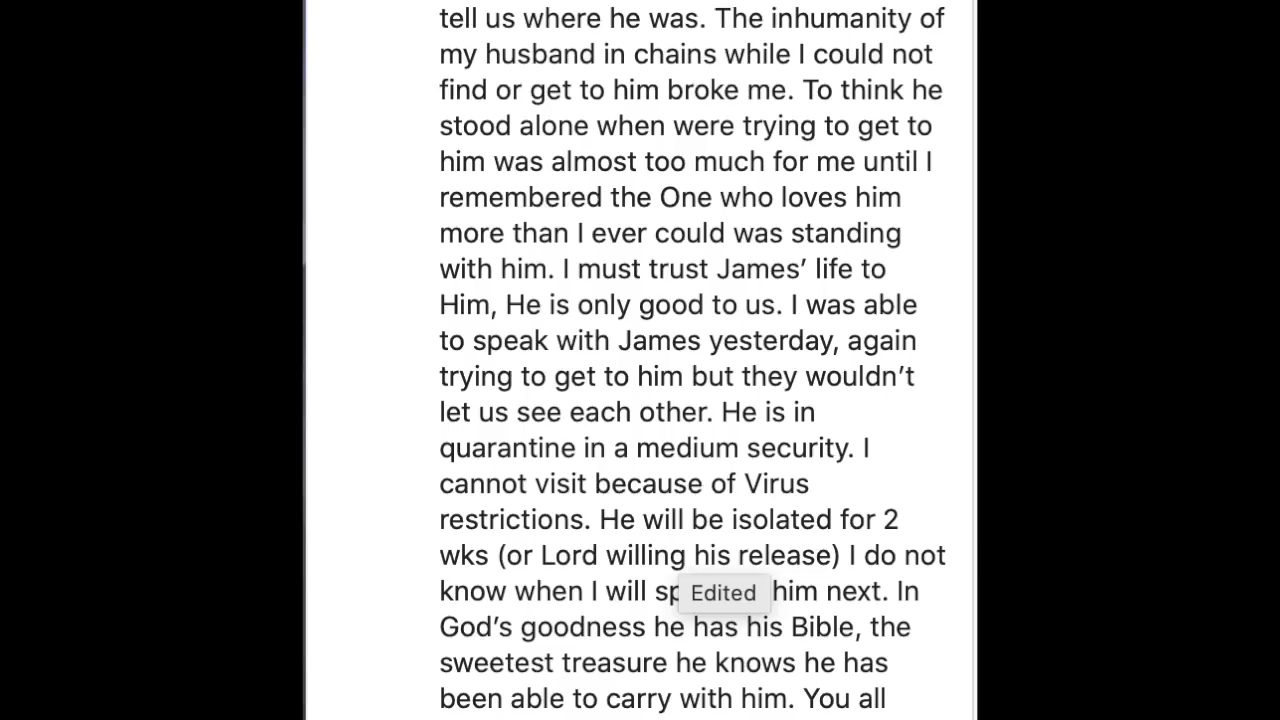 tell us where he was. The inhumanity of
my husband in chains while I could not
find or get to him broke me. To think he
stood alone when were trying to get to
him was almost too much for me until I
remembered the One who loves him
more than I ever could was standing
with him. I must trust James’ life to
Him, He is only good to us. I was able
to speak with James yesterday, again
trying to get to him but they wouldn’t
let us see each other. He is in
quarantine in a medium security. I
cannot visit because of Virus
restrictions. He will be isolated for 2
wks (or Lord willing his release) I do not
know when I will sp Edited him next. In
God’s goodness he has his Bible, the
sweetest treasure he knows he has
been able to carry with him. You all